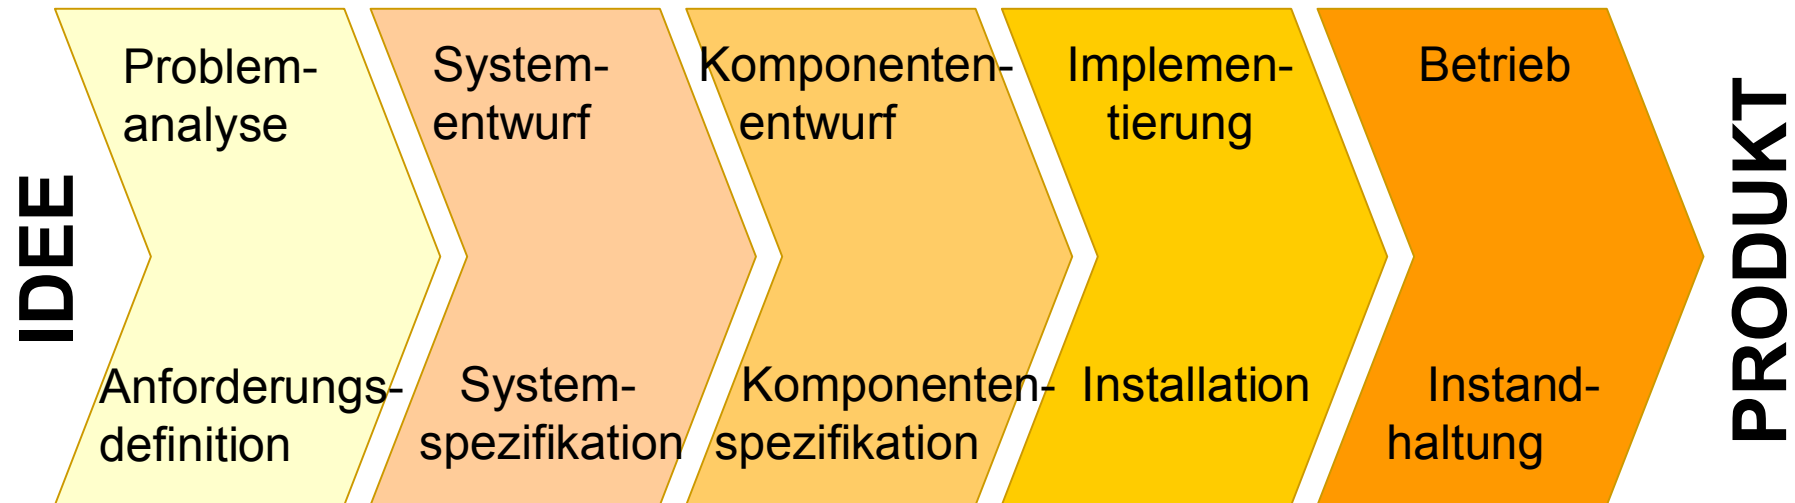 IDEE
Problem-
analyse
Anforderungs-
definition
System-
entwurf
System-
spezifikation
Komponenten-
entwurf
Komponenten-
spezifikation
Implemen-
tierung
Installation
Betrieb
Instand-
haltung
PRODUKT